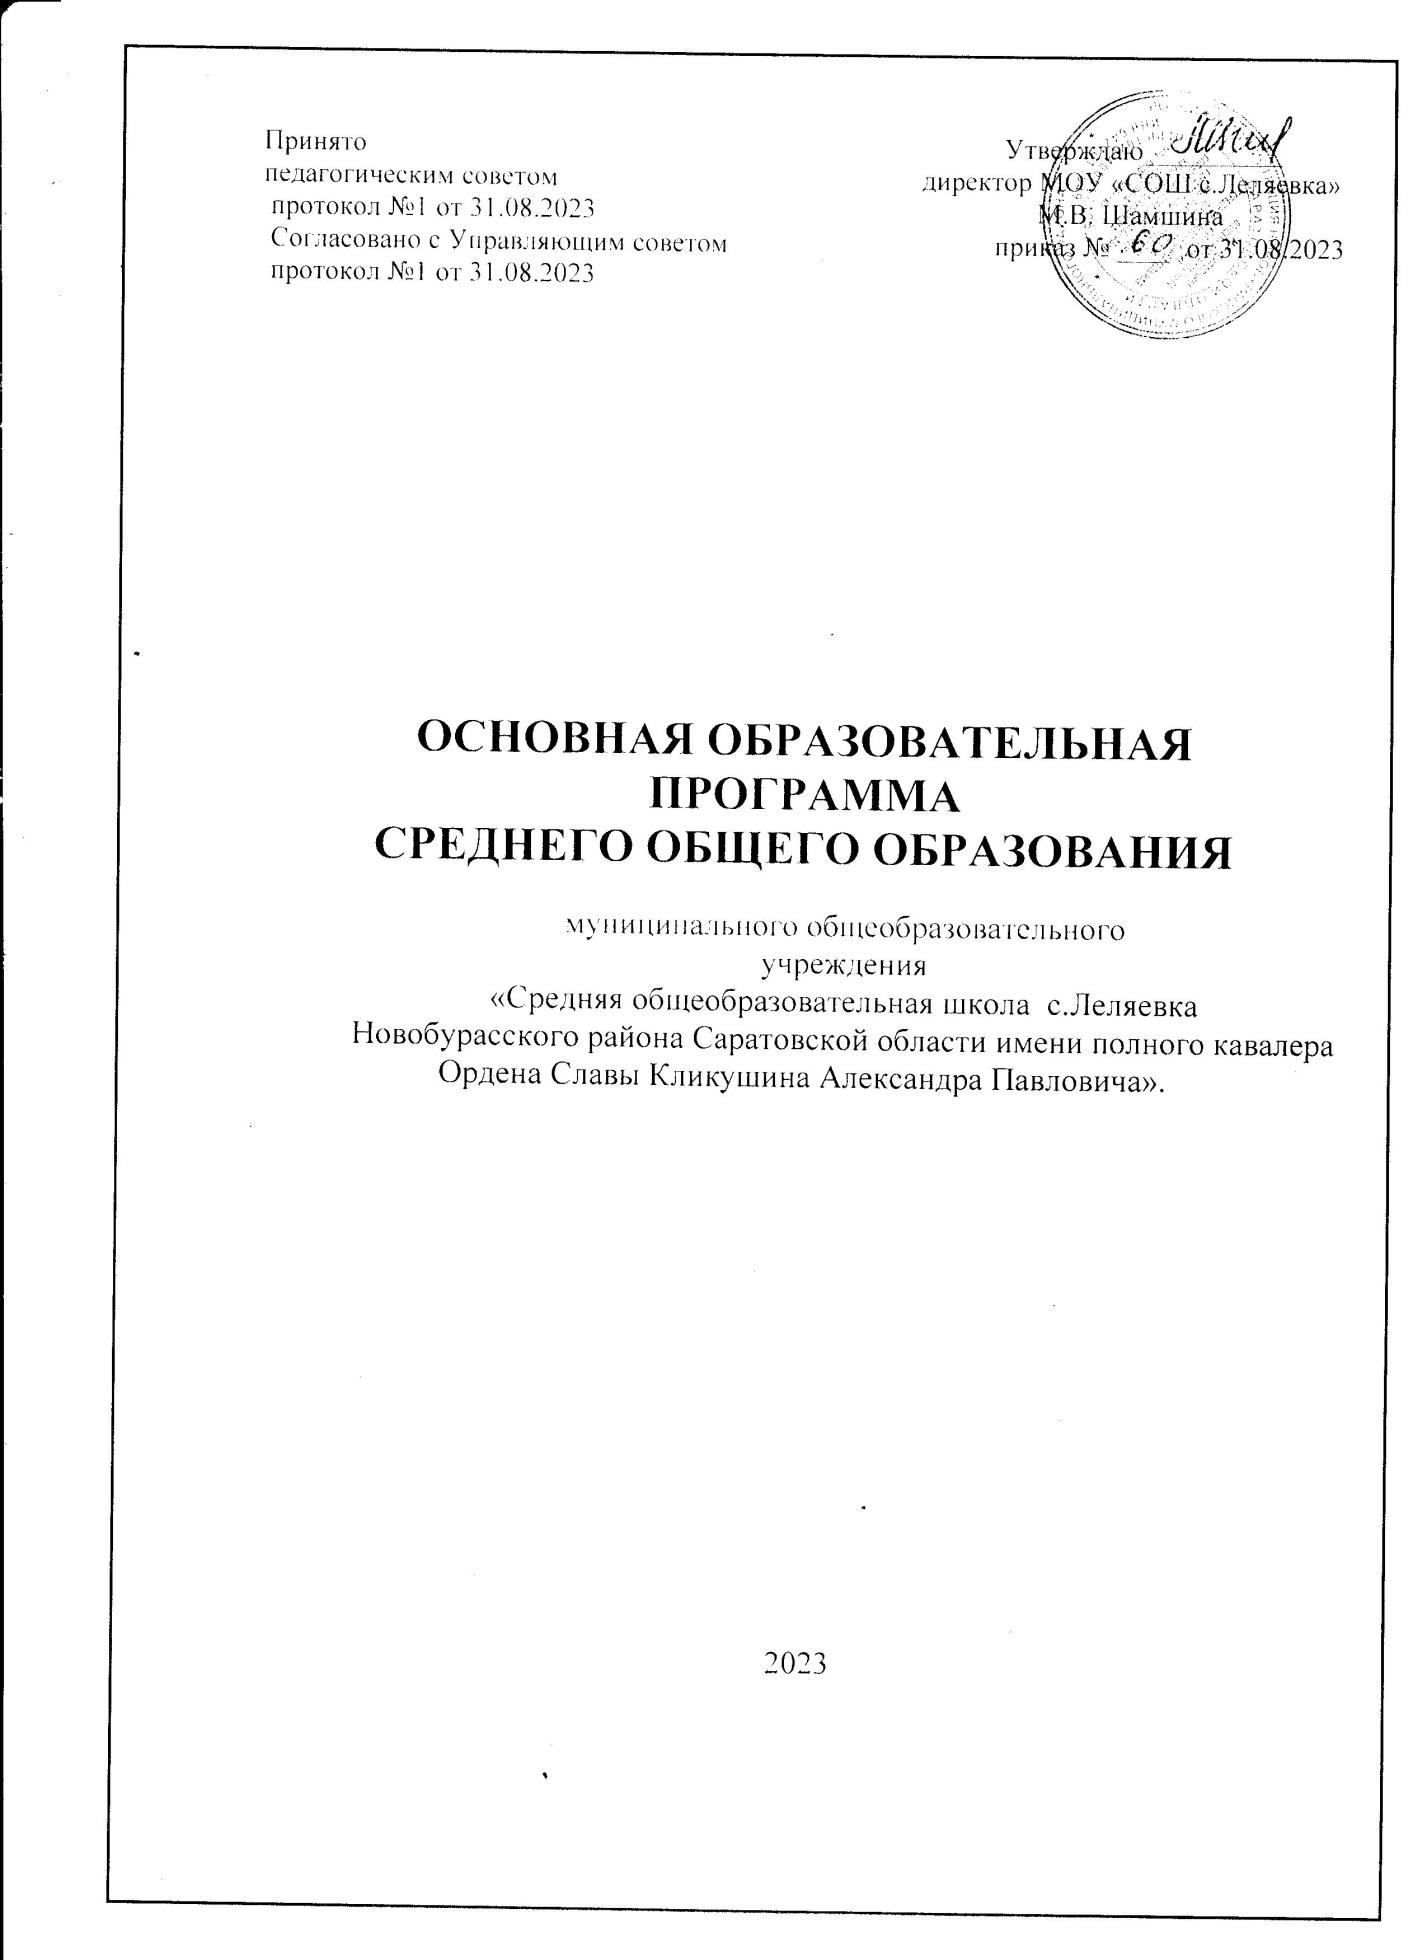 Принято
педагогическим советом
протокол №1 от 31.08.2023
Согласовано с Управляющим советом
протокол №1 от 31.08.2023
Утверждаю
директор МОУ «СОШ с.Леляевка»
М.В. Шамшина
приказ № 60 от 31.08.2023
ОСНОВНАЯ ОБРАЗОВАТЕЛЬНАЯ
ПРОГРАММА
СРЕДНЕГО ОБЩЕГО ОБРАЗОВАНИЯ
муниципального общеобразовательного
учреждения
«Средняя общеобразовательная школа с.Леляевка
Новобурасского района Саратовской области имени полного кавалера
Ордена Славы Кликушина Александра Павловича».
2023